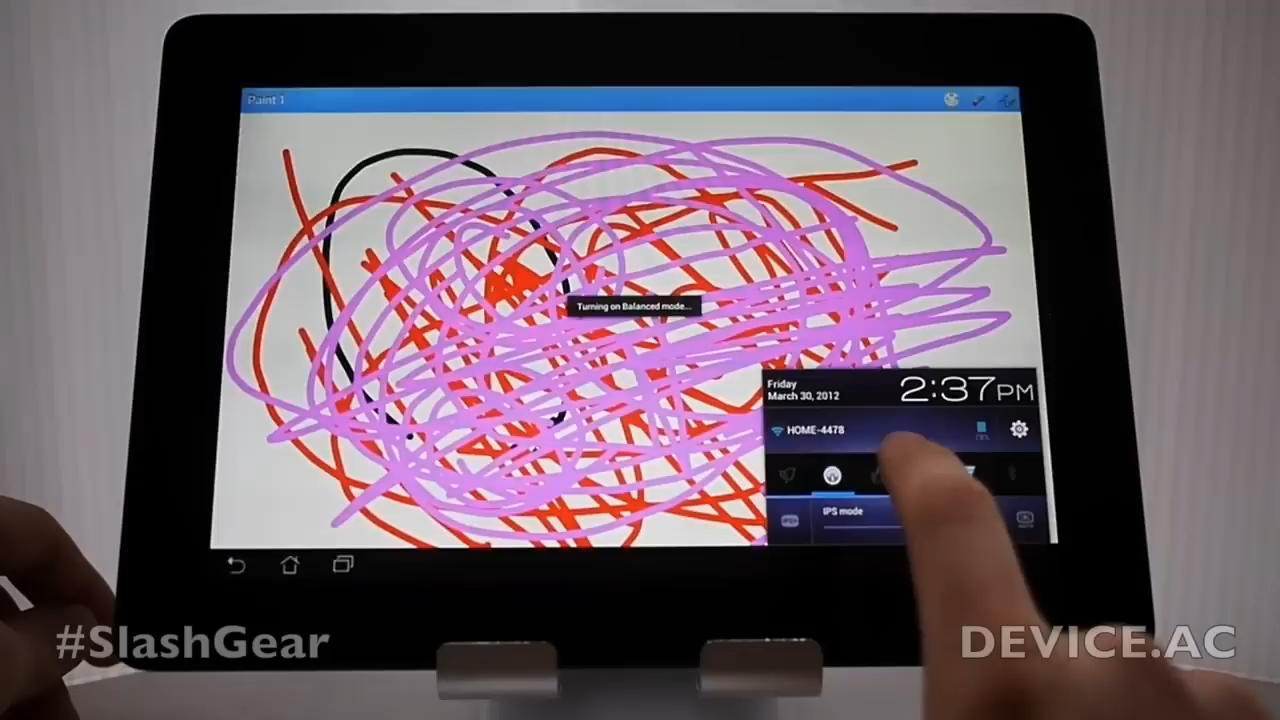 Paint 1
Turning on Balanced mode...
Friday
March 30, 2012
2:37PM
HOME-4478
IPS mode
#SlashGear
DEVICE.AC